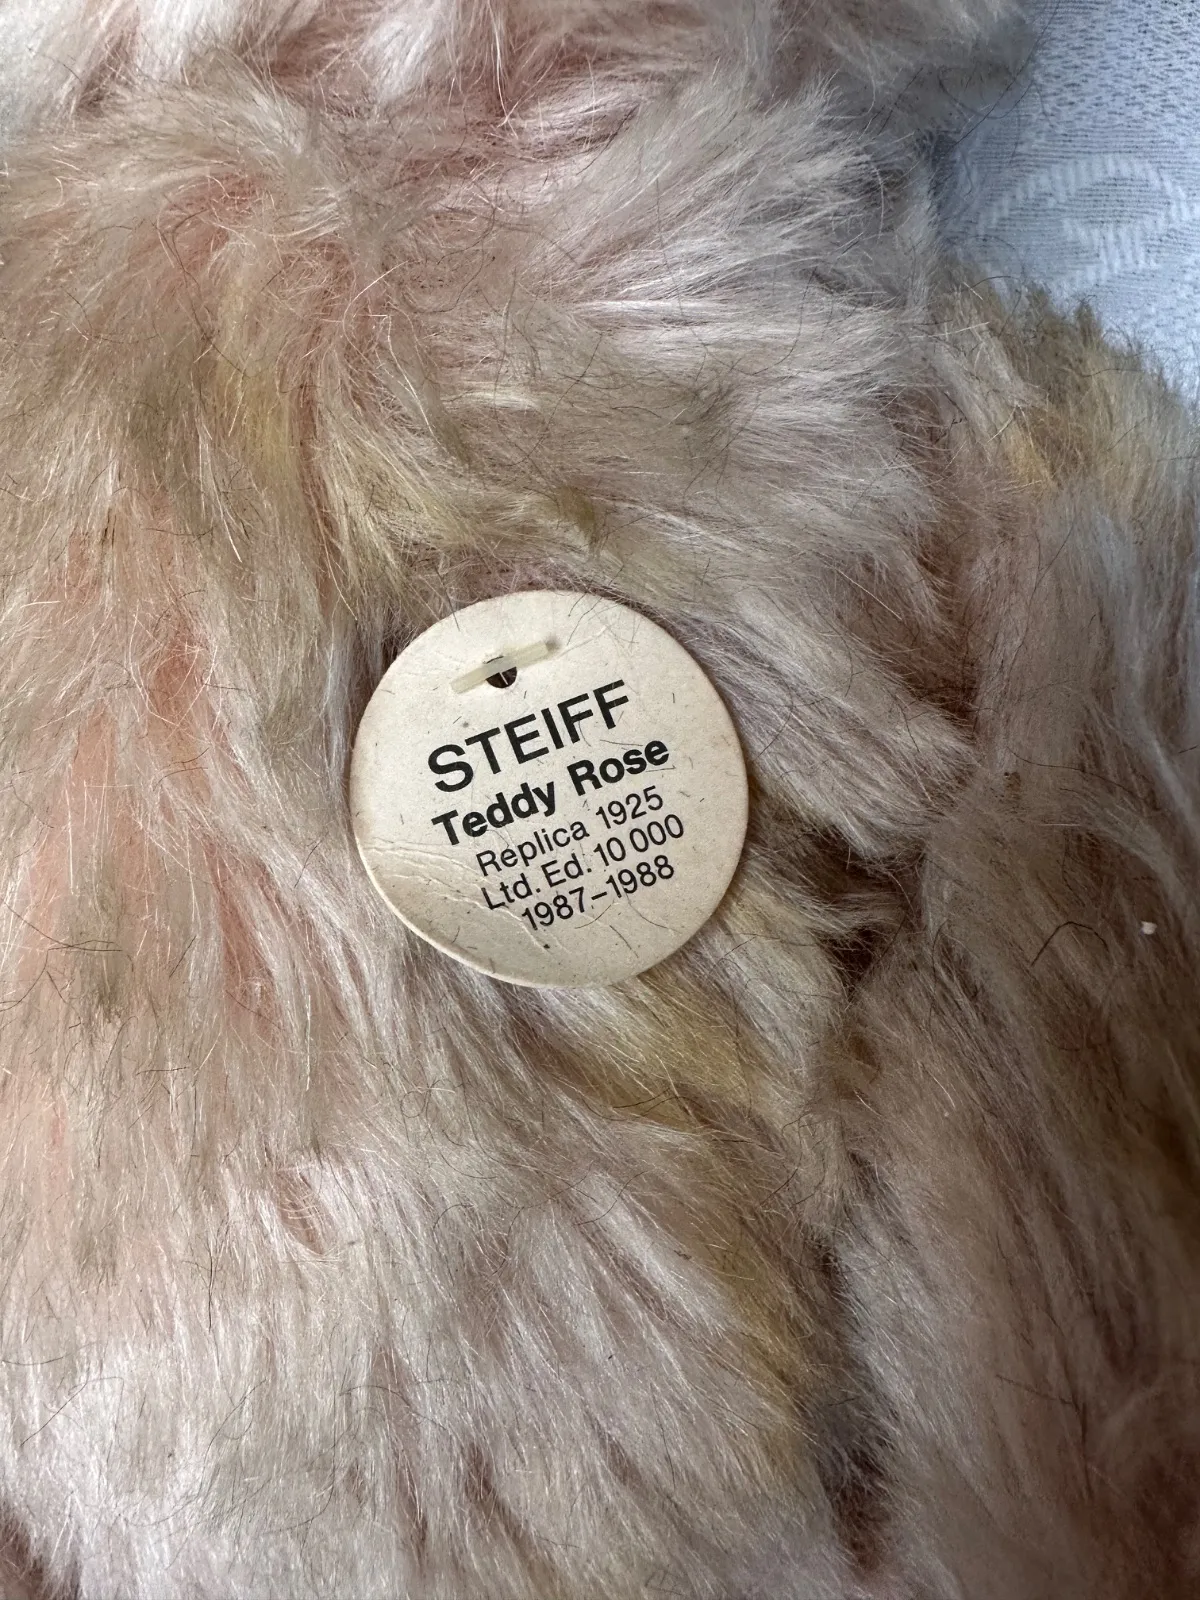 STEIFF
Teddy Rose
Replica 1925
Ltd. Ed. 10 000
1987–1988